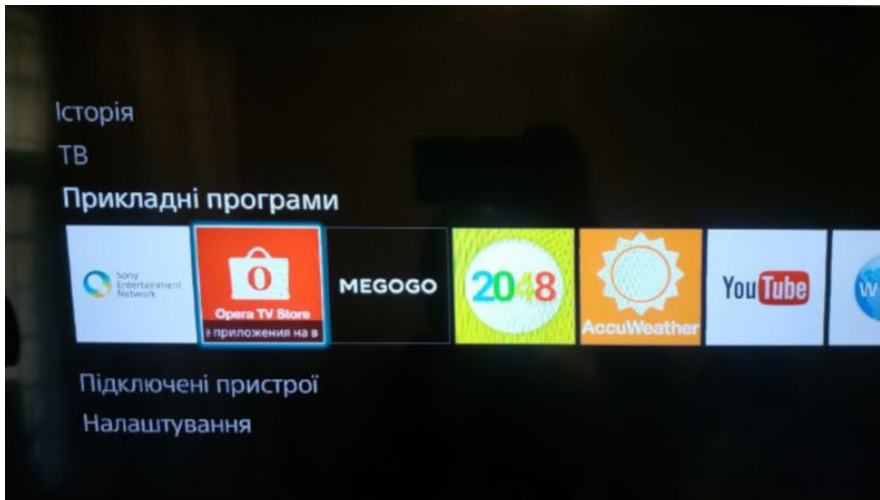 Історія
ТВ
Прикладні програми
Sony
Entertainment
Network
O
Opera TV Store
е приложения на в
MEGOGO
2048
AccuWeather
YouTube
W
Підключені пристрої
Налаштування